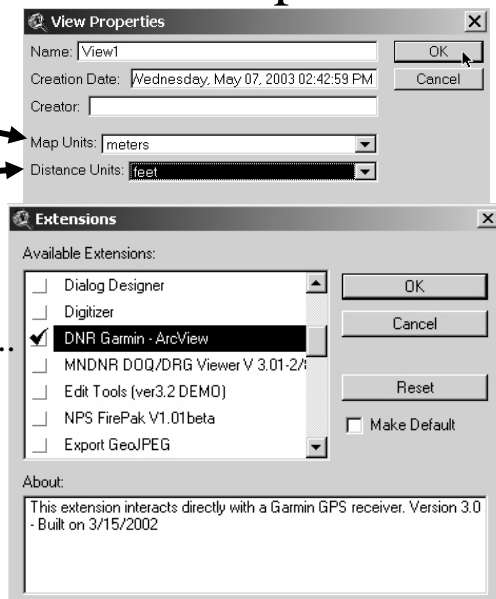 View Properties
Name: View1
OK
Creation Date: Wednesday, May 07, 2003 02:42:59 PM
Cancel
Creator:
Map Units: meters
Distance Units: feet
Extensions
Available Extensions:
Dialog Designer
OK
Digitizer
Cancel
DNR Garmin - ArcView
MNDNR DOQ/DRG Viewer V 3.01-2/
Edit Tools (ver3.2 DEMO)
Reset
NPS FirePak V1.01beta
Make Default
Export GeoJPEG
About:
This extension interacts directly with a Garmin GPS receiver. Version 3.0
- Built on 3/15/2002